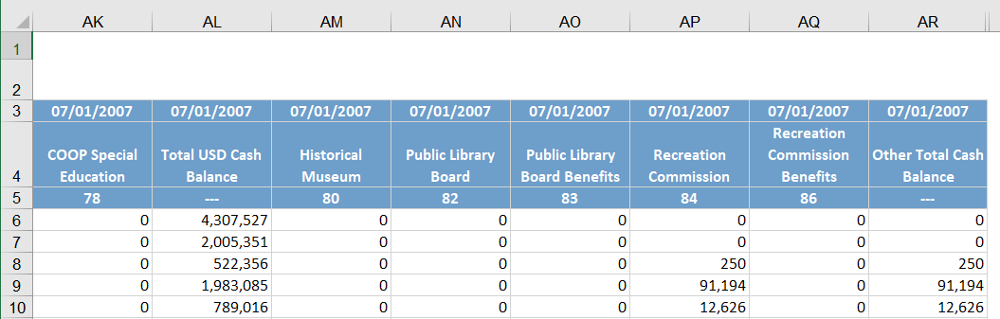 AK AL AM AN AO AP AQ AR
1
2
3 07/01/2007 07/01/2007 07/01/2007 07/01/2007 07/01/2007 07/01/2007 07/01/2007 07/01/2007
Recreation
COOP Special Total USD Cash Historical Public Library Public Library Recreation Commission Other Total Cash
4 Education Balance Museum Board Board Benefits Commission Benefits Balance
5 78 --- 80 82 83 84 86 ---
6 0 4,307,527 0 0 0 0 0 0
7 0 2,005,351 0 0 0 0 0 0
8 0 522,356 0 0 0 250 0 250
9 0 1,983,085 0 0 0 91,194 0 91,194
10 0 789,016 0 0 0 12,626 0 12,626